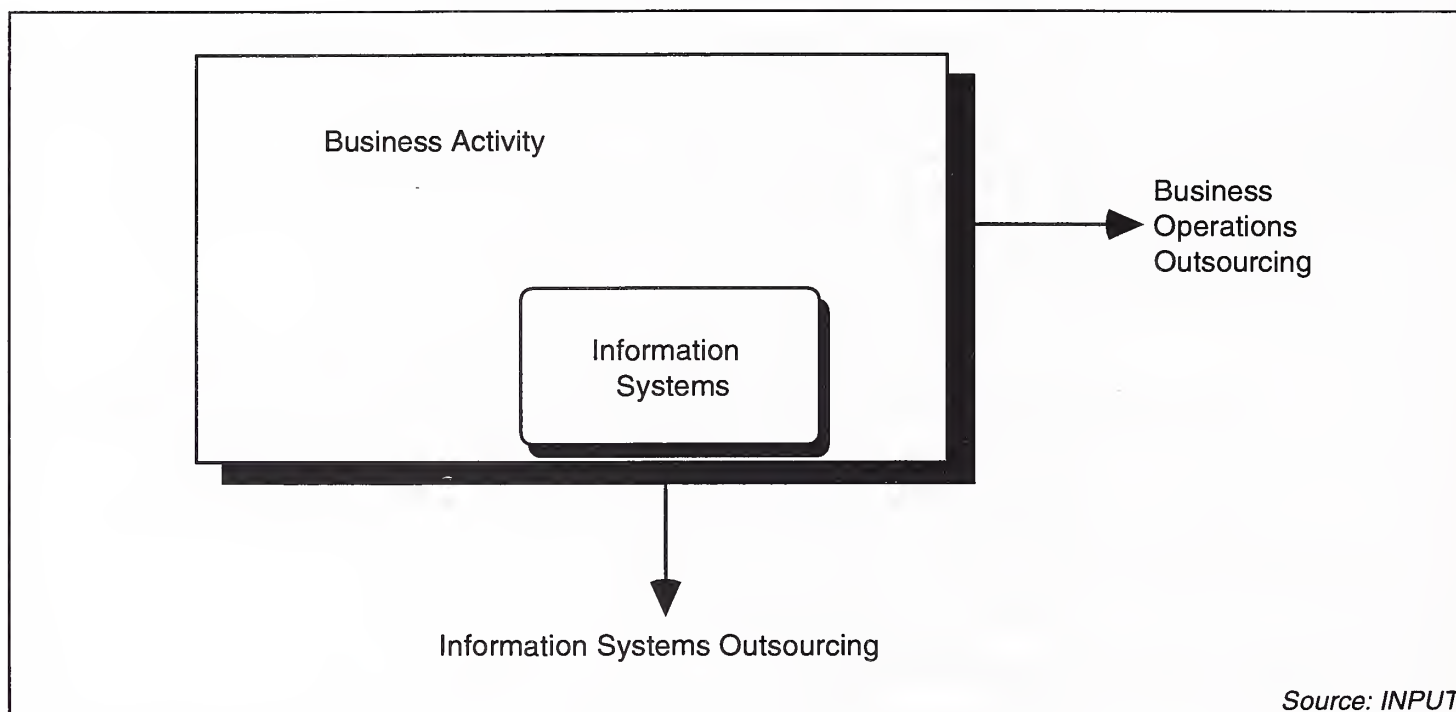 Business Activity
Business
Operations
Outsourcing
Information
Systems
Information Systems Outsourcing
Source: INPUT